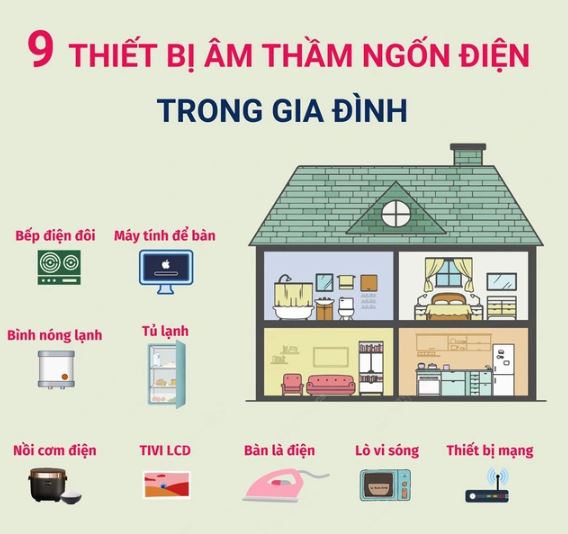 9 THIẾT BỊ ÂM THẦM NGỐN ĐIỆN
TRONG GIA ĐÌNH
Bếp điện đôi
Máy tính để bàn
Bình nóng lạnh
Tủ lạnh
Nồi cơm điện
TIVI LCD
Bàn là điện
Lò vi sóng
Thiết bị mạng